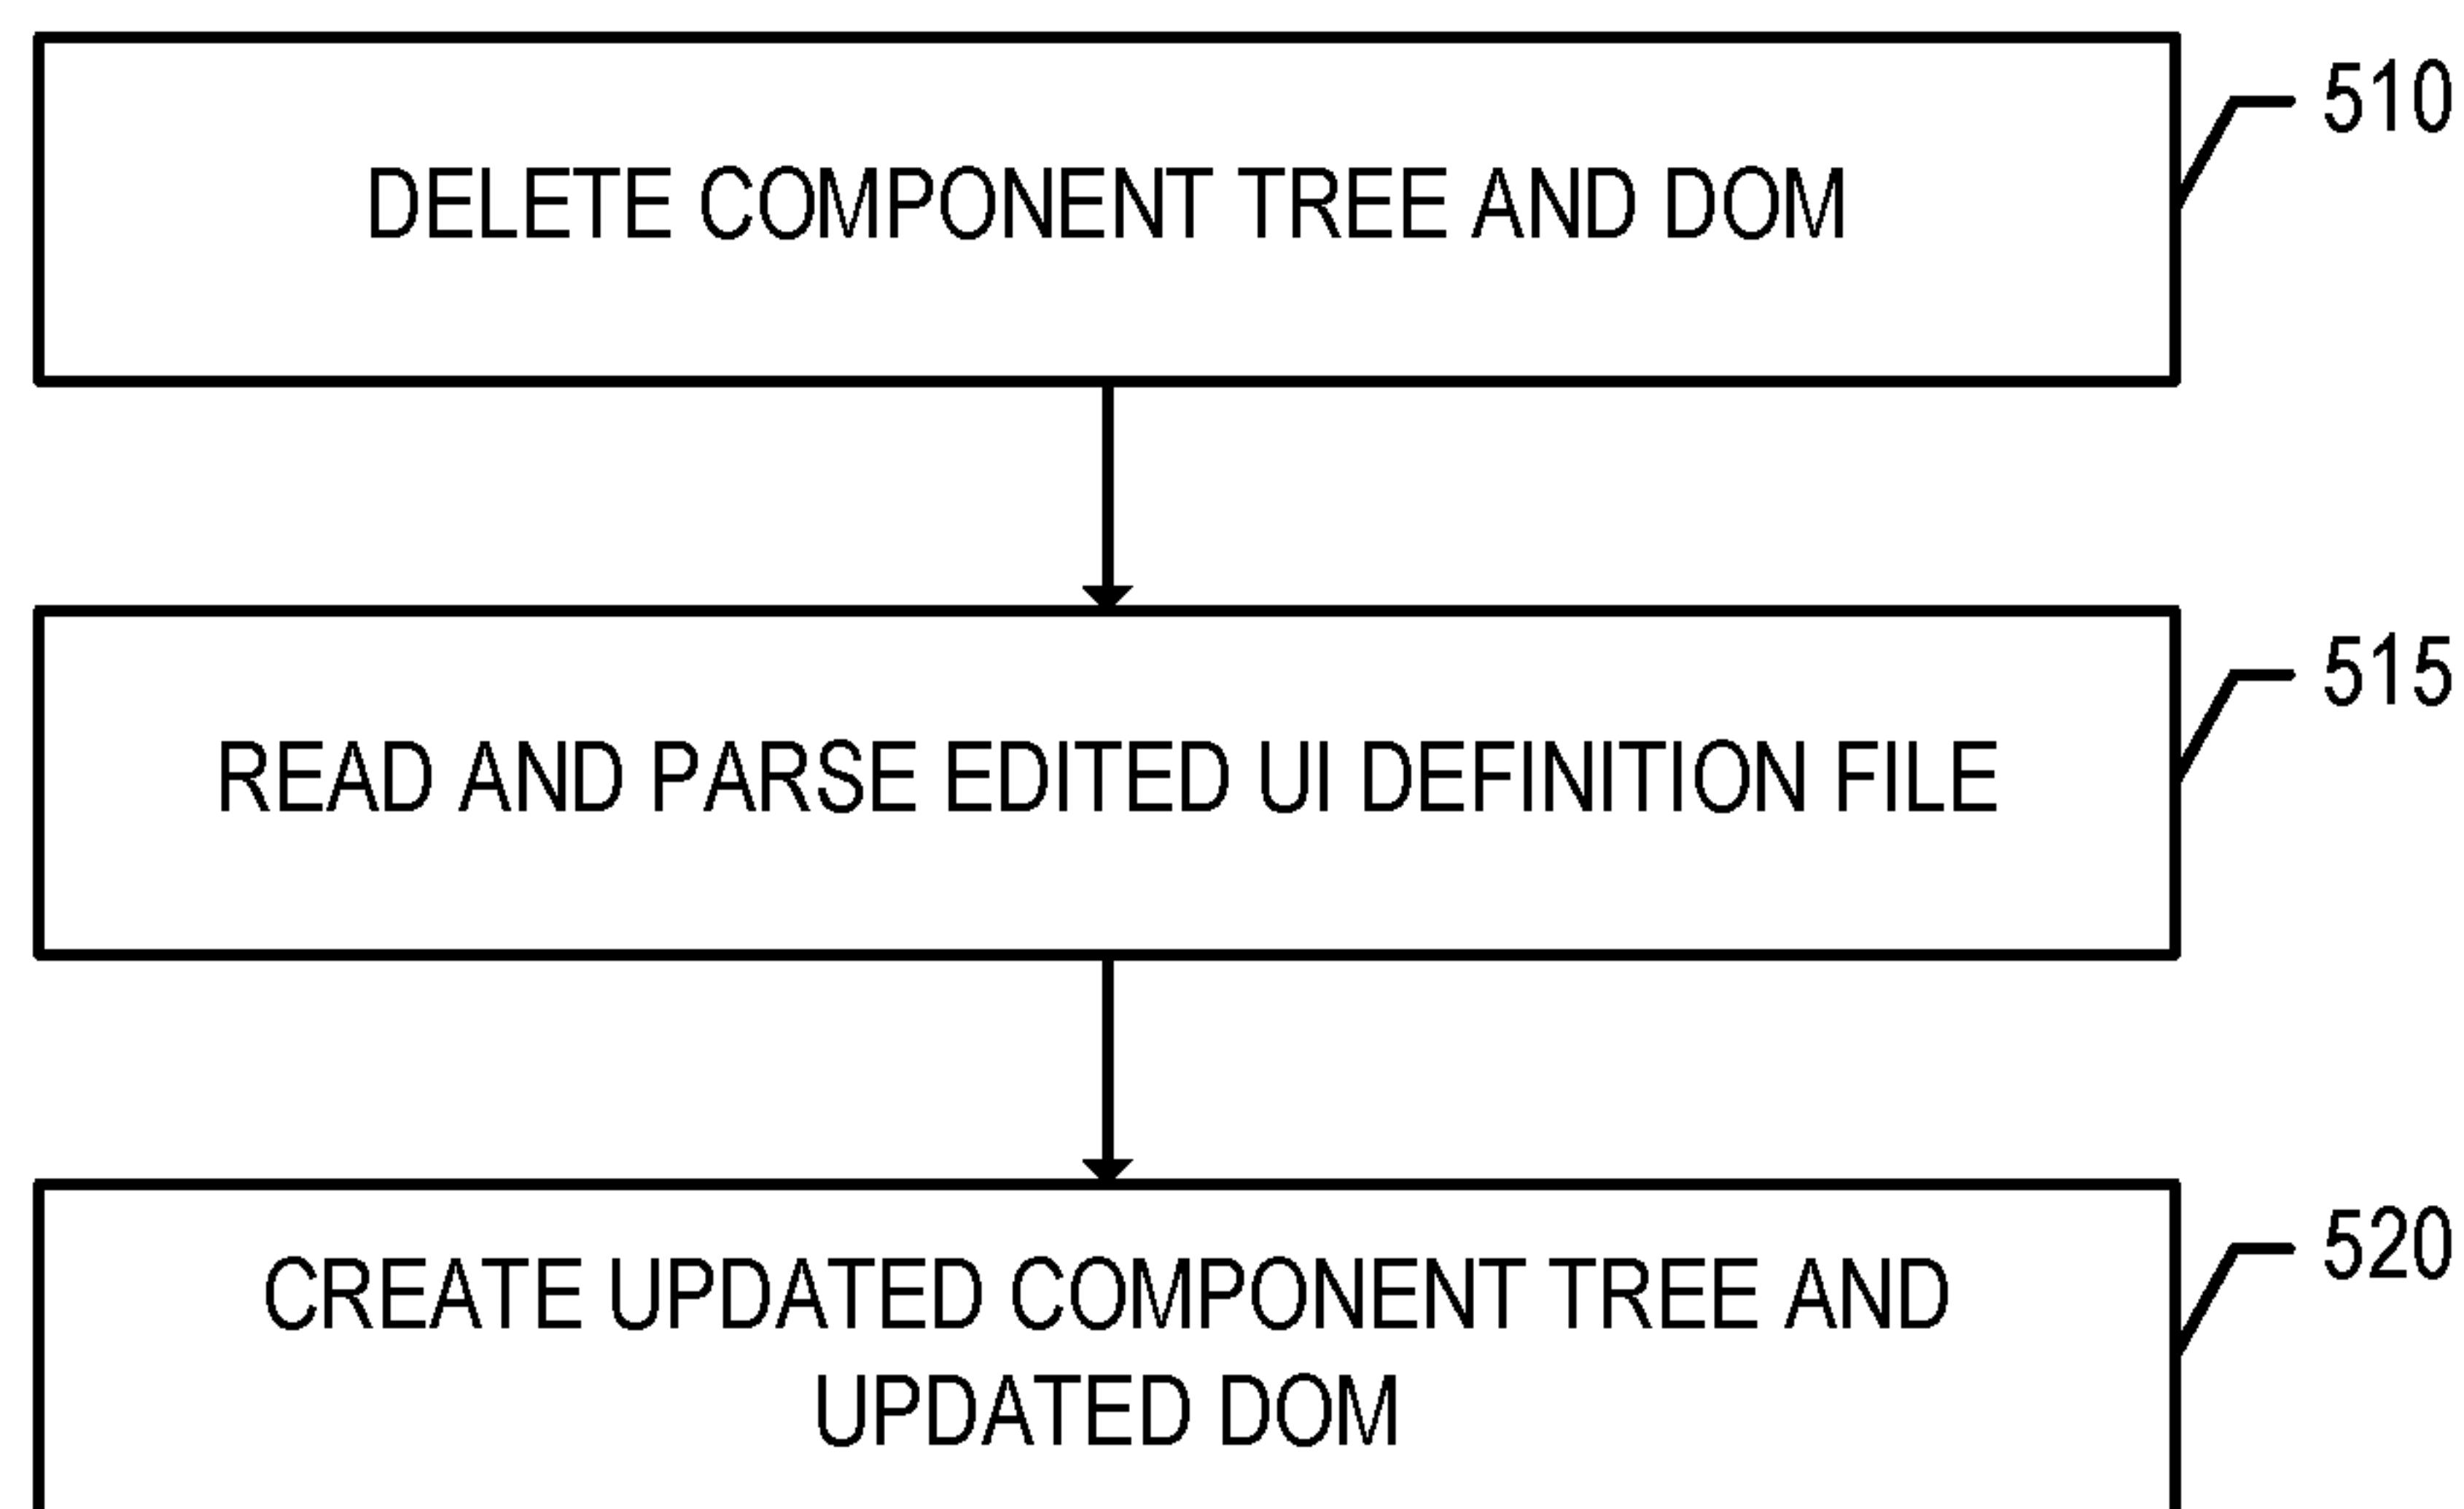 510
DELETE COMPONENT TREE AND DOM
515
READ AND PARSE EDITED UI DEFINITION FILE
520
CREATE UPDATED COMPONENT TREE AND
UPDATED DOM